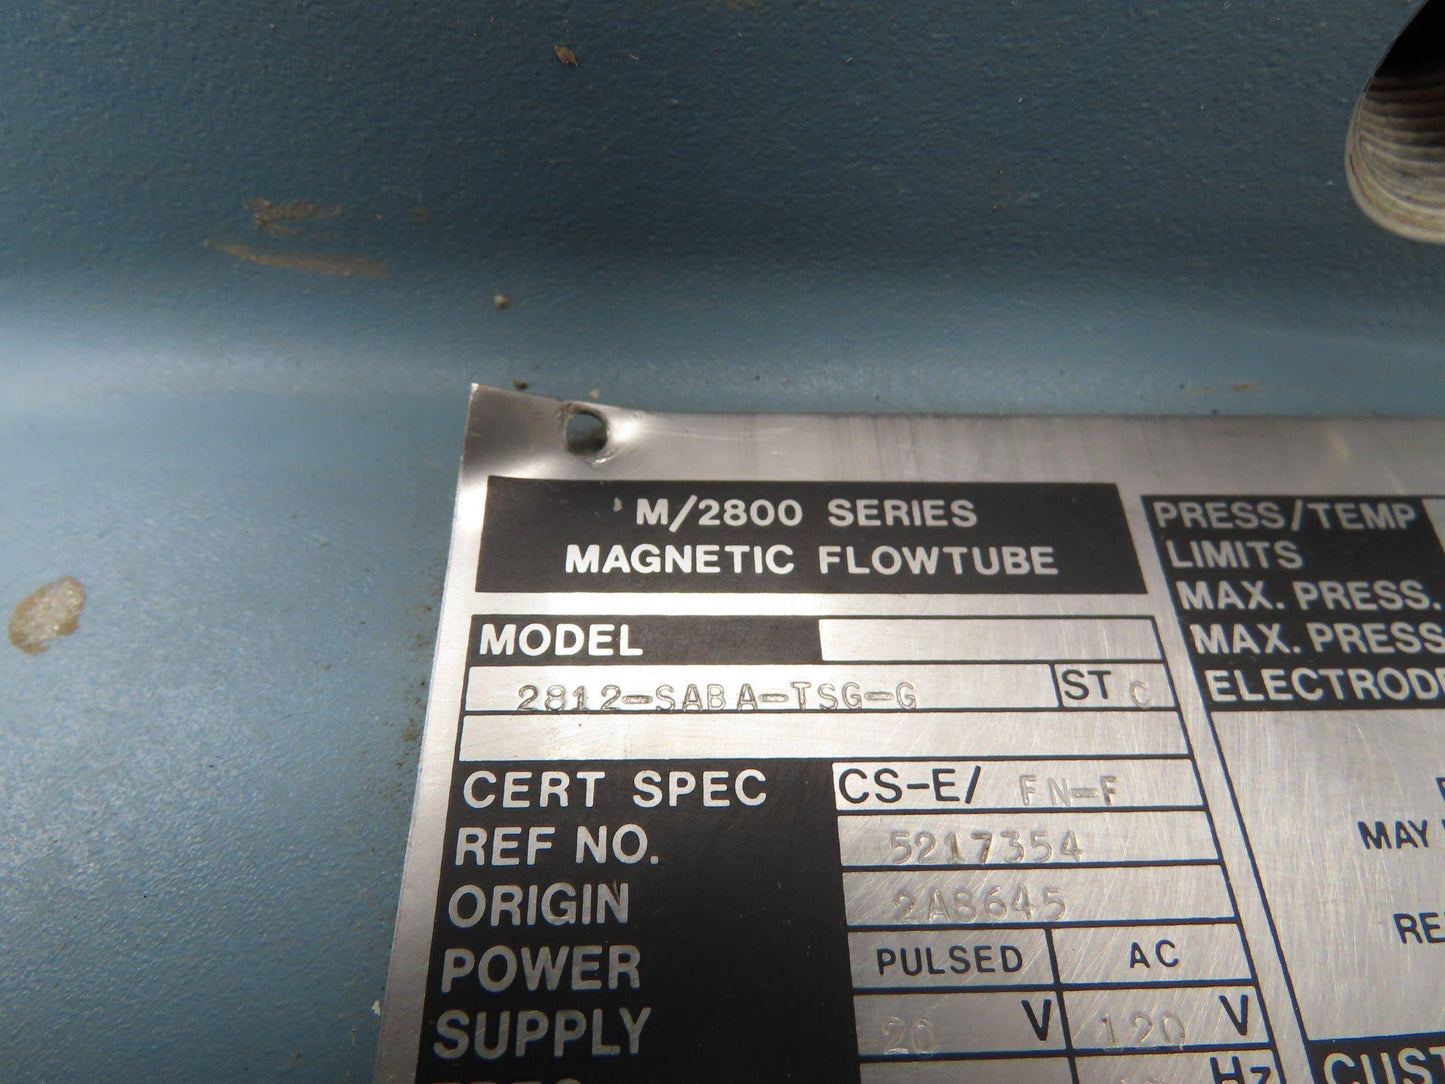 M/2800 SERIES
MAGNETIC FLOWTUBE
MODEL
2812-SABA-TSG-G ST C
CERT SPEC CS-E/ FN-F
REF NO. 5217354
ORIGIN 2A8645
POWER PULSED AC
SUPPLY 20 V 120 V
Hz
PRESS/TEMP
LIMITS
MAX. PRESS.
MAX. PRESS
MAY